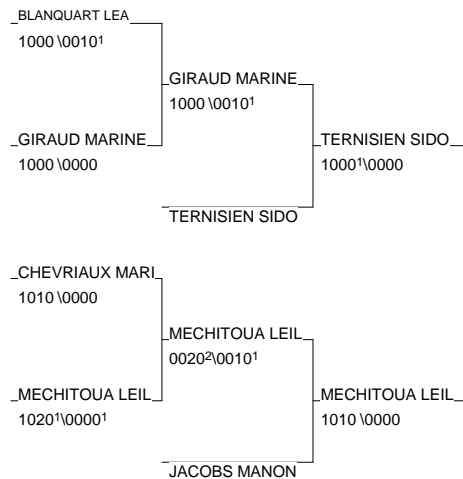 BLANQUART LEA
1000 \0010¹
GIRAUD MARINE
1000 \0010¹
GIRAUD MARINE
1000 \0000
TERNISIEN SIDO
1000¹\0000
TERNISIEN SIDO
CHEVRIAUX MARI
1010 \0000
MECHITOUA LEIL
0020²\0010¹
MECHITOUA LEIL
1020¹\0000¹
MECHITOUA LEIL
1010 \0000
JACOBS MANON